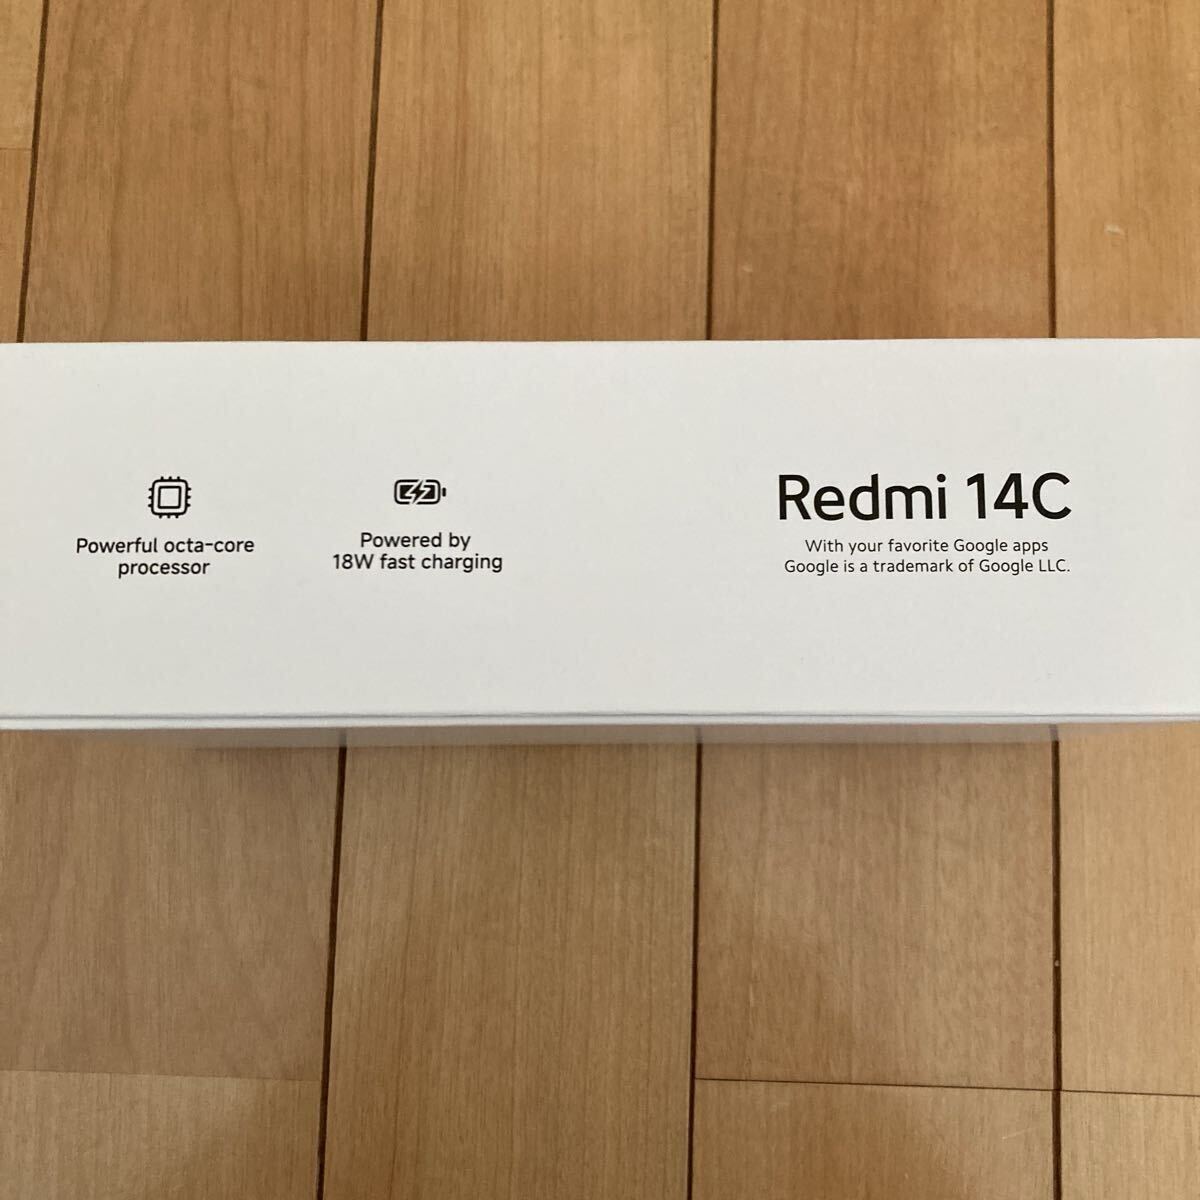 Powerful octa-core
processor
Powered by
18W fast charging
Redmi 14C
With your favorite Google apps
Google is a trademark of Google LLC.